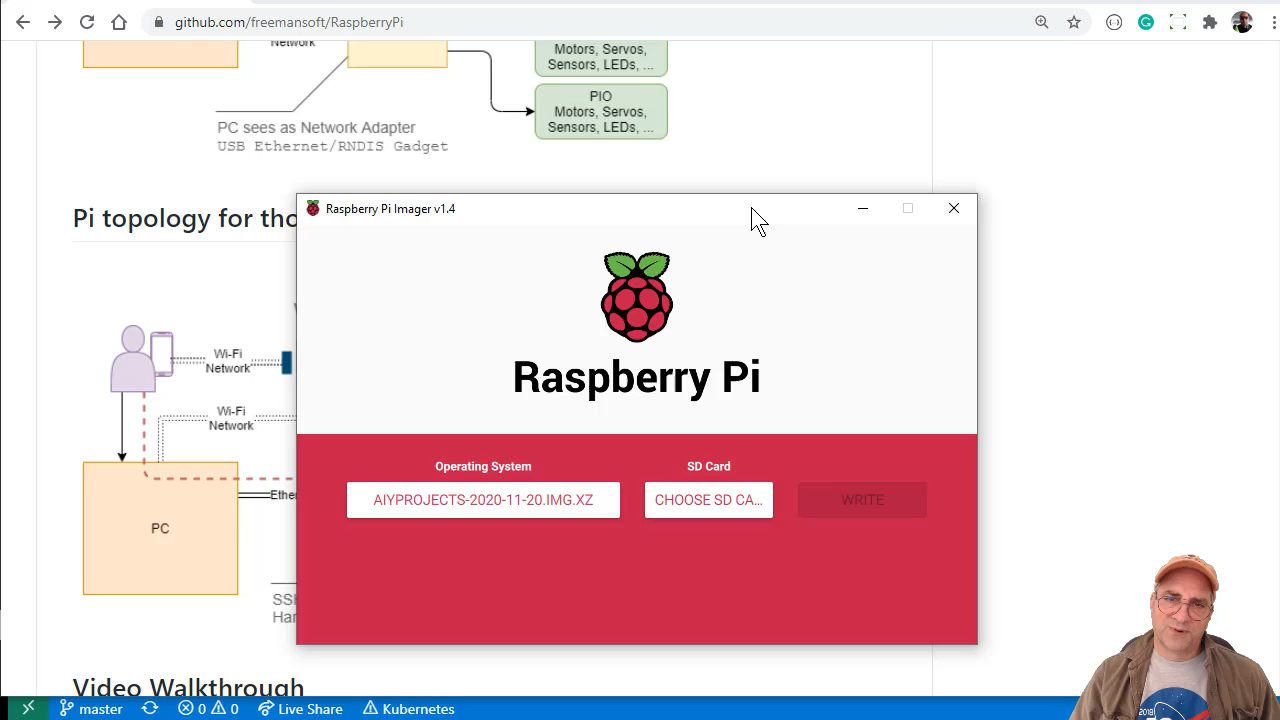 github.com/freemansoft/RaspberryPi
Network
Motors, Servos,
Sensors, LEDs, ...
PIO
Motors, Servos,
Sensors, LEDs, ...
PC sees as Network Adapter
USB Ethernet/RNDIS Gadget
Pi topology for tho
Raspberry Pi Imager v1.4
Raspberry Pi
Operating System
SD Card
AIYPROJECTS-2020-11-20.IMG.XZ
CHOOSE SD CA...
WRITE
Wi-Fi
Network
Wi-Fi
Network
Ethe
PC
SSH
Har
Video Walkthrough
master
0
0
Live Share
Kubernetes
2018